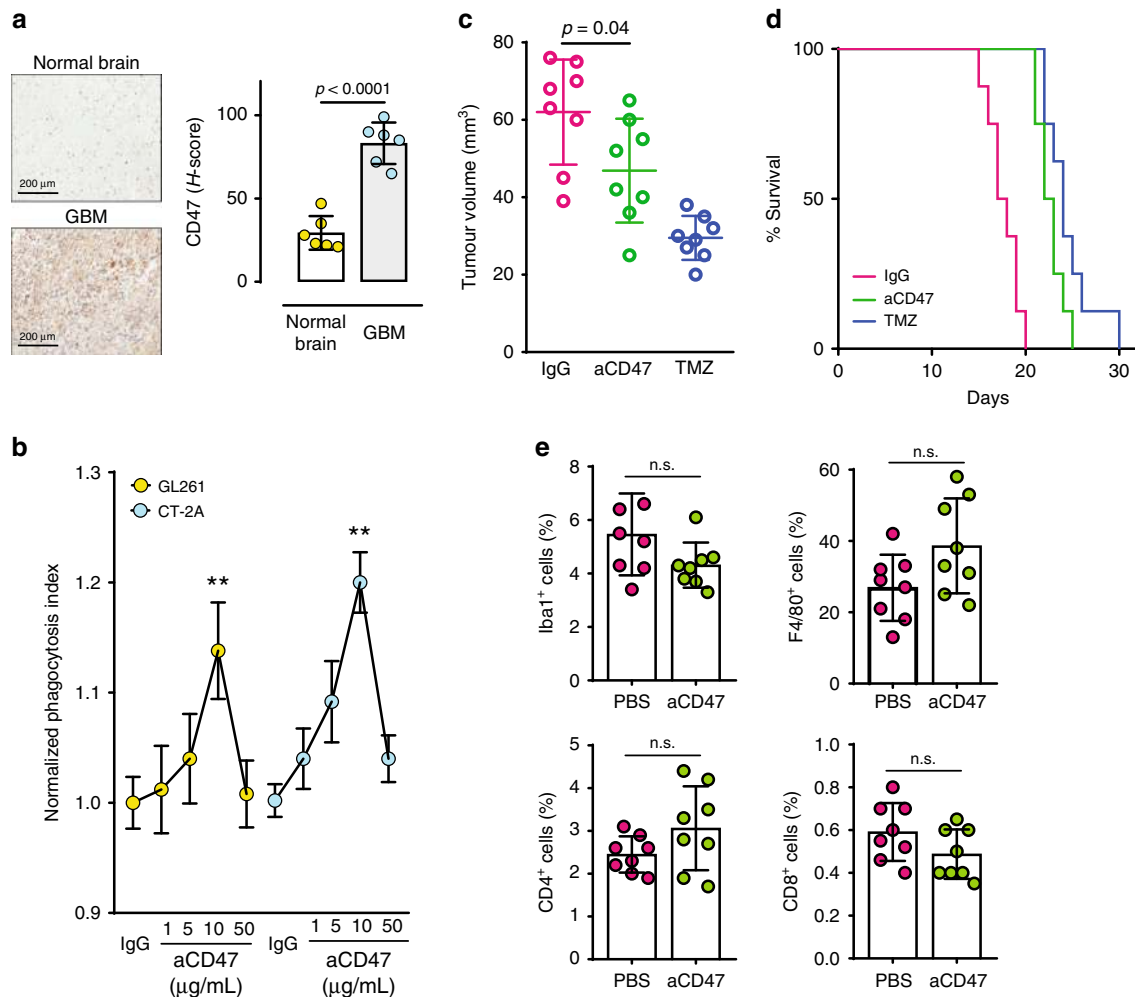 a
Normal brain
200 μm
GBM
200 μm
p < 0.0001
CD47 (H-score)
100
50
0
Normal brain
GBM
c
p = 0.04
Tumour volume (mm³)
80
60
40
20
0
IgG
aCD47
TMZ
d
% Survival
100
50
0
IgG
aCD47
TMZ
0
10
20
30
Days
b
Normalized phagocytosis index
1.3
1.2
1.1
1.0
0.9
GL261
CT-2A
**
**
IgG
1 5 10 50
aCD47
(μg/mL)
IgG
1 5 10 50
aCD47
(μg/mL)
e
n.s.
Iba1⁺ cells (%)
8
6
4
2
0
PBS
aCD47
n.s.
F4/80⁺ cells (%)
60
40
20
0
PBS
aCD47
n.s.
CD4⁺ cells (%)
5
4
3
2
1
0
PBS
aCD47
n.s.
CD8⁺ cells (%)
1.0
0.8
0.6
0.4
0.2
0.0
PBS
aCD47